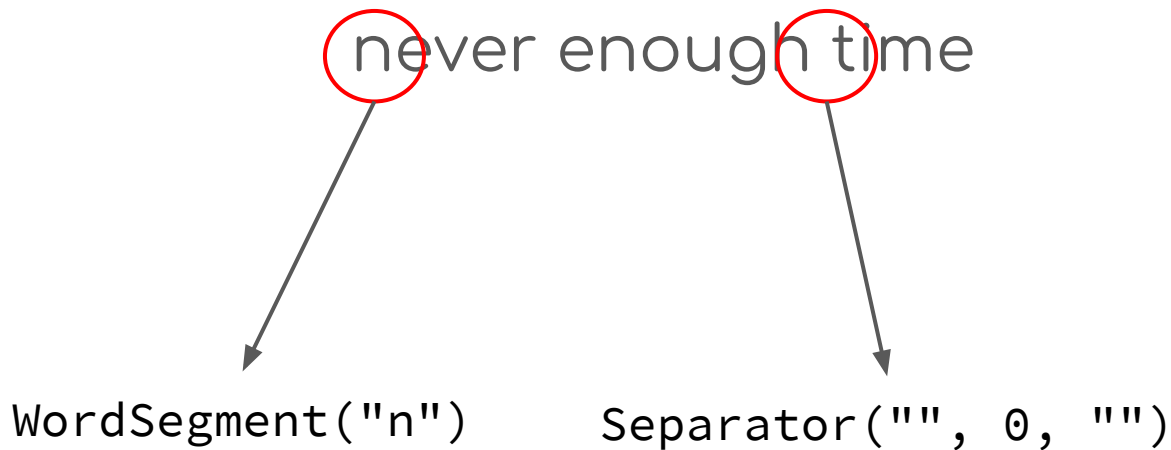 never enough time
WordSegment("n")
Separator("", 0, "")